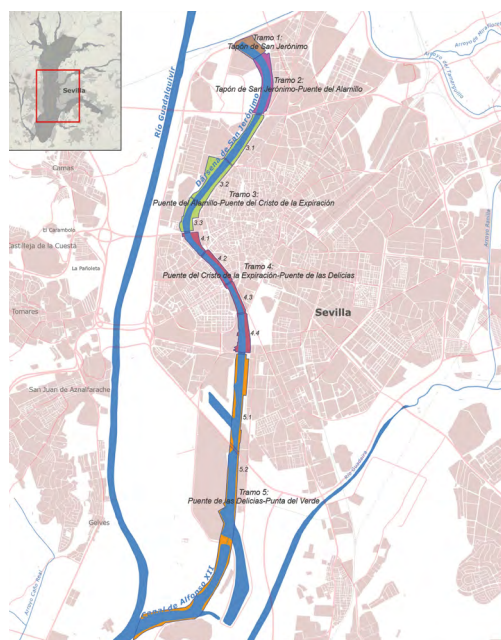 Sevilla
Río Guadalquivir
Tramo 1:
Tapón de San Jerónimo
Tramo 2:
Tapón de San Jerónimo-Puente del Alamillo
Dársena de San Jerónimo
3.1
3.2
Tramo 3:
Puente del Alamillo-Puente del Cristo de la Expiración
3.3
Camas
El Carambolo
Castilleja de la Cuesta
La Pañoleta
4.1
4.2
Tramo 4:
Puente del Cristo de la Expiración-Puente de las Delicias
4.3
4.4
Sevilla
Tomares
San Juan de Aznalfarache
5.1
5.2
Tramo 5:
Puente de las Delicias-Punta del Verde
Gelves
Canal de Alfonso XII